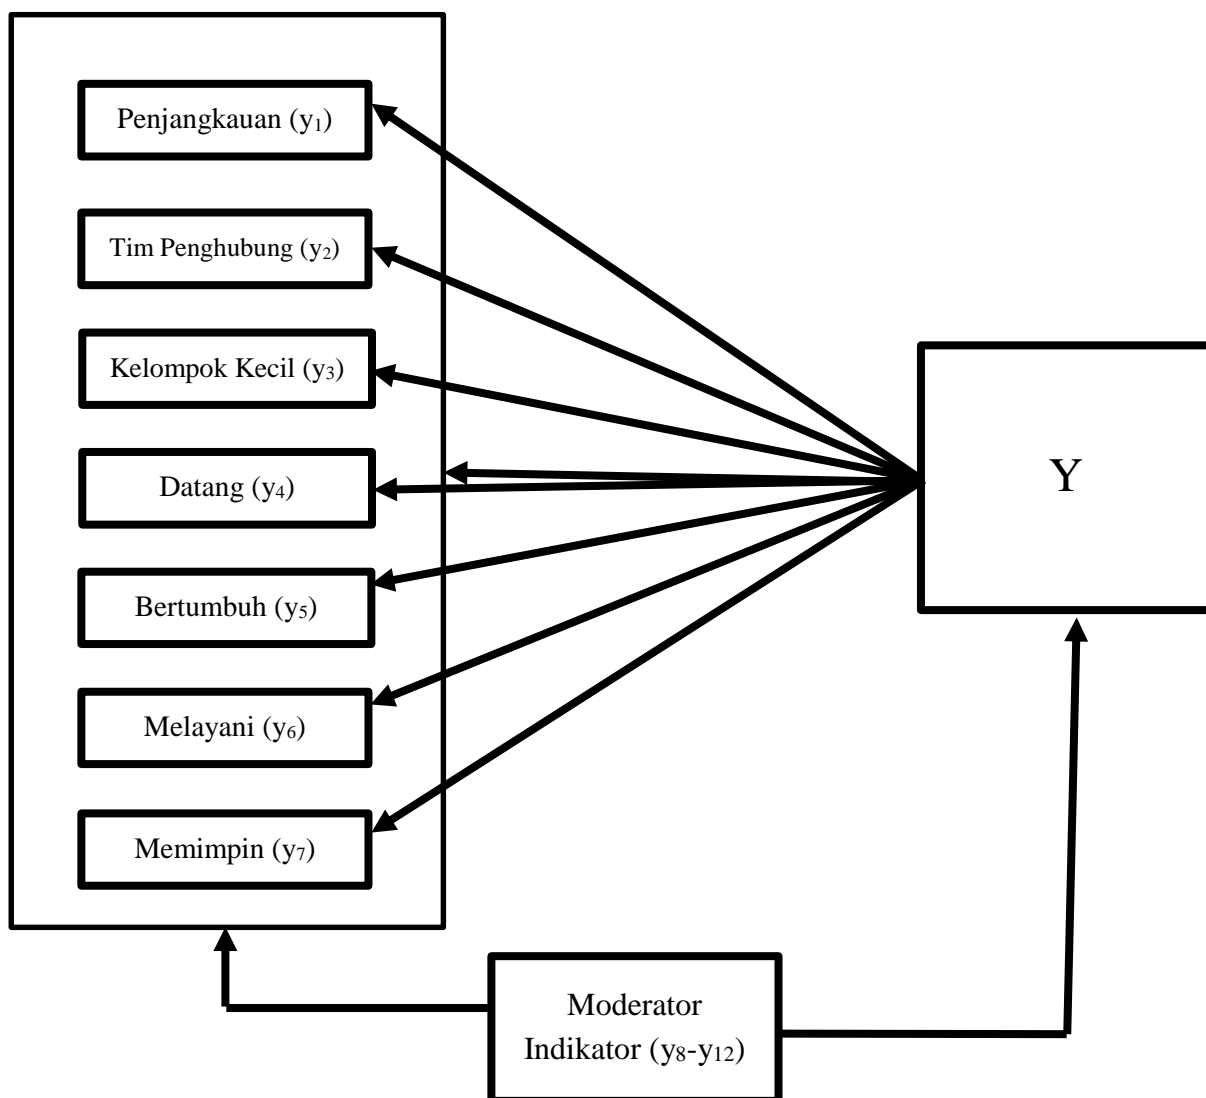 Penjangkauan (y₁)
Tim Penghubung (y₂)
Kelompok Kecil (y₃)
Datang (y₄)
Bertumbuh (y₅)
Melayani (y₆)
Memimpin (y₇)
Y
Moderator
Indikator (y₈-y₁₂)